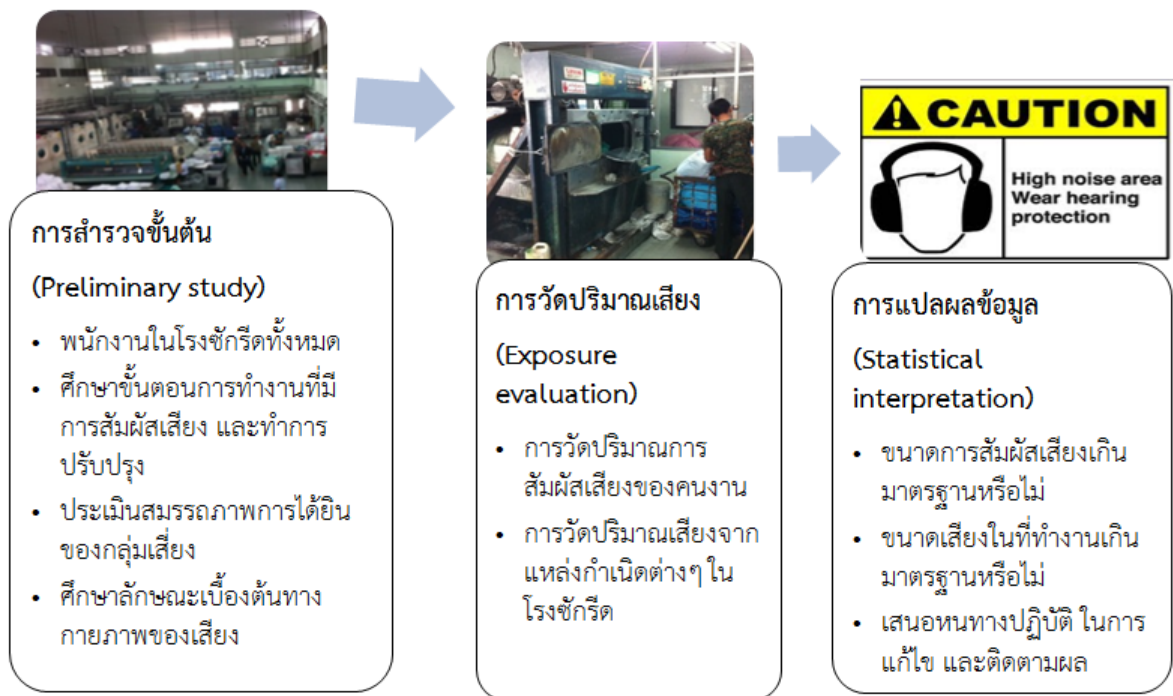 การสำรวจขั้นต้น
(Preliminary study)
• พนักงานในโรงซักรีดทั้งหมด
• ศึกษาขั้นตอนการทำงานที่มี
การสัมผัสเสียง และทำการ
ปรับปรุง
• ประเมินสมรรถภาพการได้ยิน
ของกลุ่มเสี่ยง
• ศึกษาลักษณะเบื้องต้นทาง
กายภาพของเสียง
การวัดปริมาณเสียง
(Exposure
evaluation)
• การวัดปริมาณการ
สัมผัสเสียงของคนงาน
• การวัดปริมาณเสียงจาก
แหล่งกำเนิดต่างๆ ใน
โรงซักรีด
CAUTION
High noise area
Wear hearing
protection
การแปลผลข้อมูล
(Statistical
interpretation)
• ขนาดการสัมผัสเสียงเกิน
มาตรฐานหรือไม่
• ขนาดเสียงในที่ทำงานเกิน
มาตรฐานหรือไม่
• เสนอหนทางปฏิบัติ ในการ
แก้ไข และติดตามผล